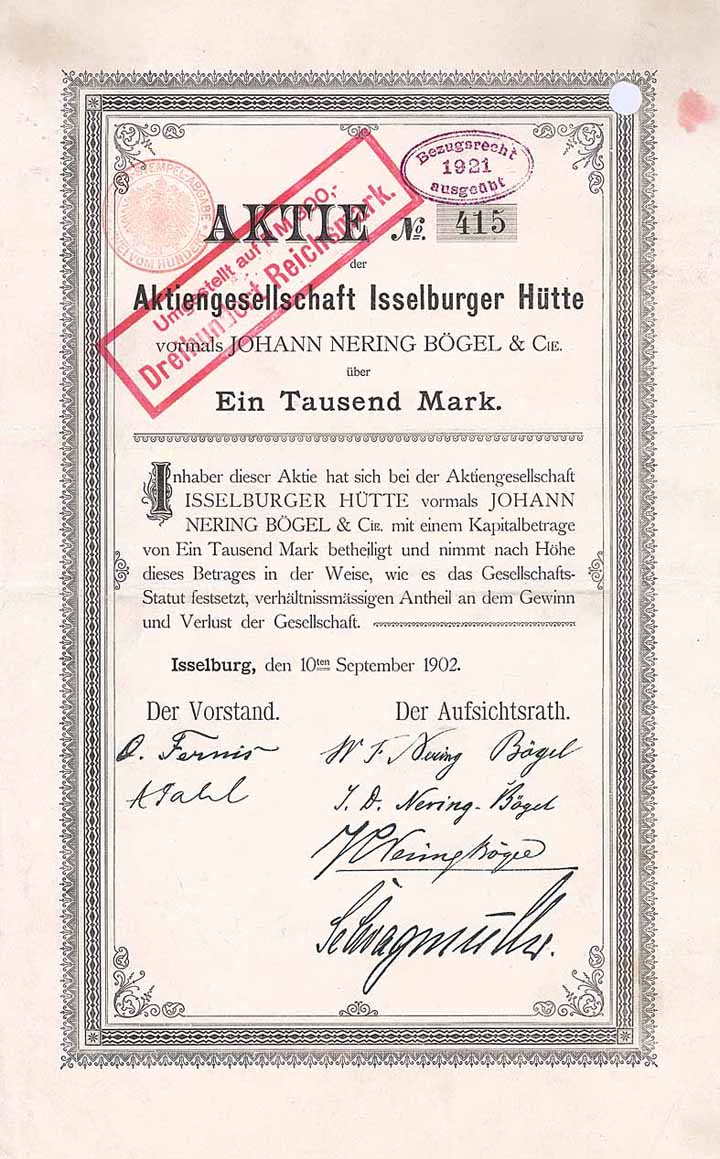 Bezugsrecht
1921
ausgeübt
AKTIE No. 415
Umgestellt auf RM 300,-
Dreihundert Reichsmark.
der
Aktiengesellschaft Isselburger Hütte
vormals JOHANN NERING BÖGEL & CIE.
über
Ein Tausend Mark.
Inhaber dieser Aktie hat sich bei der Aktiengesellschaft
ISSELBURGER HÜTTE vormals JOHANN
NERING BÖGEL & CIE. mit einem Kapitalbetrage
von Ein Tausend Mark betheiligt und nimmt nach Höhe
dieses Betrages in der Weise, wie es das Gesellschafts-
Statut festsetzt, verhältnissmässigen Antheil an dem Gewinn
und Verlust der Gesellschaft.
Isselburg, den 10ten September 1902.
Der Vorstand. Der Aufsichtsrath.
W F Nering Bögel
J. D. Nering-Bögel
Nering Bögel